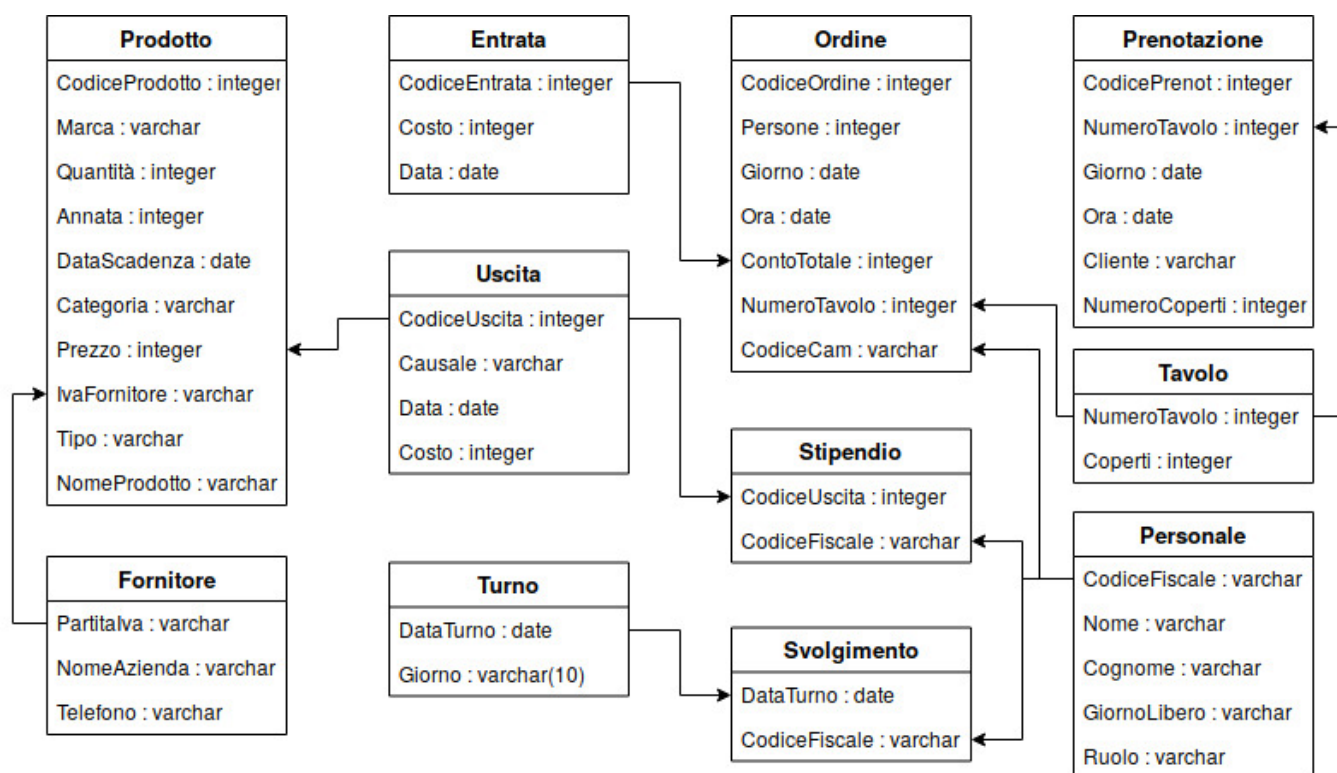 Prodotto
CodiceProdotto : integer
Marca : varchar
Quantità : integer
Annata : integer
DataScadenza : date
Categoria : varchar
Prezzo : integer
IvaFornitore : varchar
Tipo : varchar
NomeProdotto : varchar
Fornitore
PartitaIva : varchar
NomeAzienda : varchar
Telefono : varchar
Entrata
CodiceEntrata : integer
Costo : integer
Data : date
Uscita
CodiceUscita : integer
Causale : varchar
Data : date
Costo : integer
Turno
DataTurno : date
Giorno : varchar(10)
Ordine
CodiceOrdine : integer
Persone : integer
Giorno : date
Ora : date
ContoTotale : integer
NumeroTavolo : integer
CodiceCam : varchar
Stipendio
CodiceUscita : integer
CodiceFiscale : varchar
Svolgimento
DataTurno : date
CodiceFiscale : varchar
Prenotazione
CodicePrenot : integer
NumeroTavolo : integer
Giorno : date
Ora : date
Cliente : varchar
NumeroCoperti : integer
Tavolo
NumeroTavolo : integer
Coperti : integer
Personale
CodiceFiscale : varchar
Nome : varchar
Cognome : varchar
GiornoLibero : varchar
Ruolo : varchar